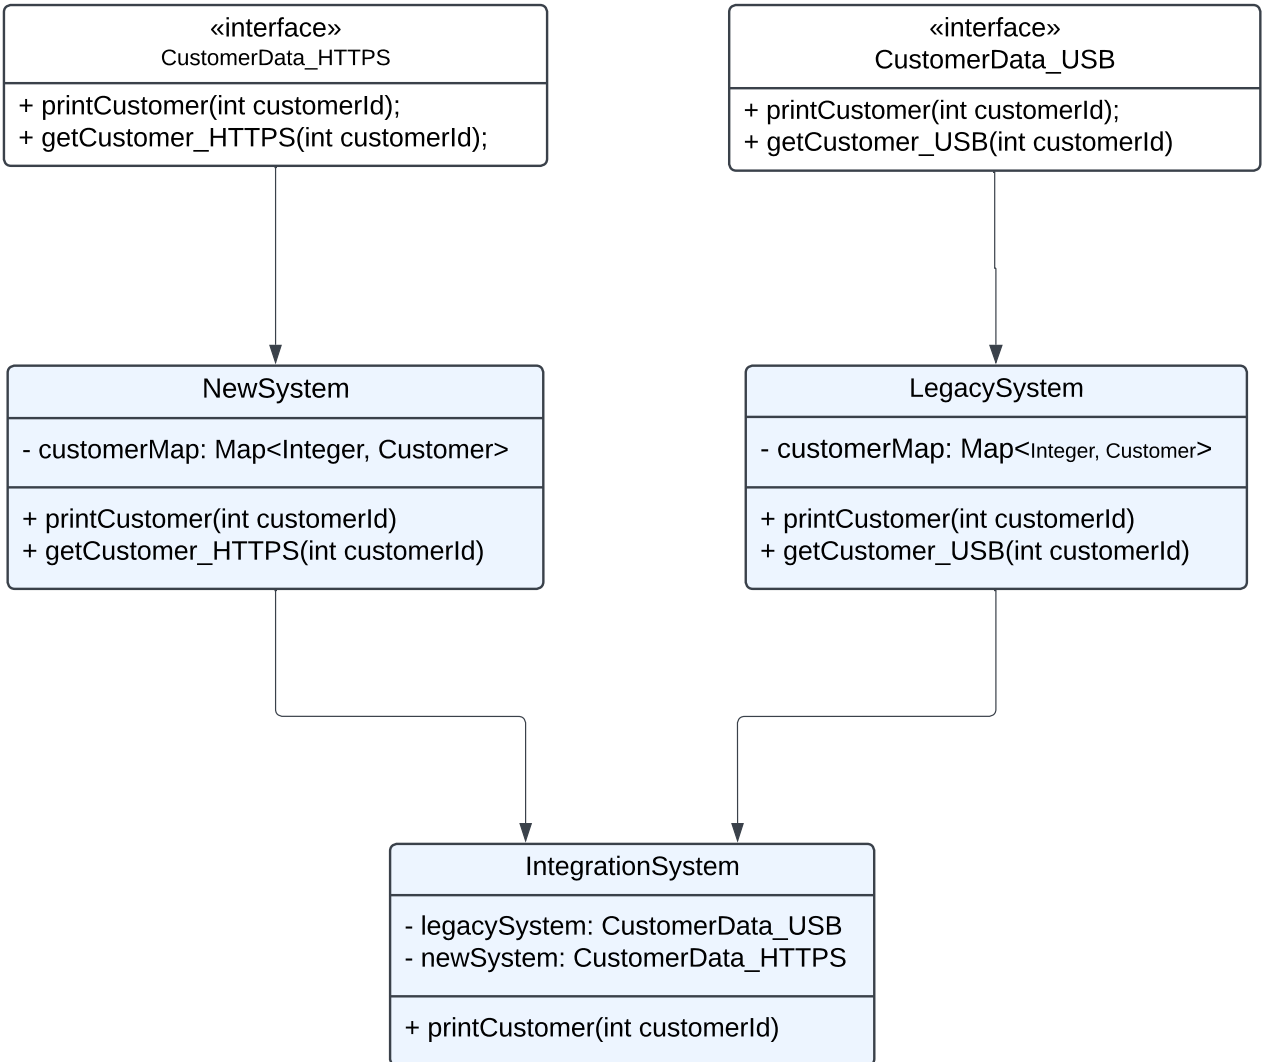 «interface»
CustomerData_HTTPS
+ printCustomer(int customerId);
+ getCustomer_HTTPS(int customerId);
«interface»
CustomerData_USB
+ printCustomer(int customerId);
+ getCustomer_USB(int customerId)
NewSystem
- customerMap: Map<Integer, Customer>
+ printCustomer(int customerId)
+ getCustomer_HTTPS(int customerId)
LegacySystem
- customerMap: Map<Integer, Customer>
+ printCustomer(int customerId)
+ getCustomer_USB(int customerId)
IntegrationSystem
- legacySystem: CustomerData_USB
- newSystem: CustomerData_HTTPS
+ printCustomer(int customerId)